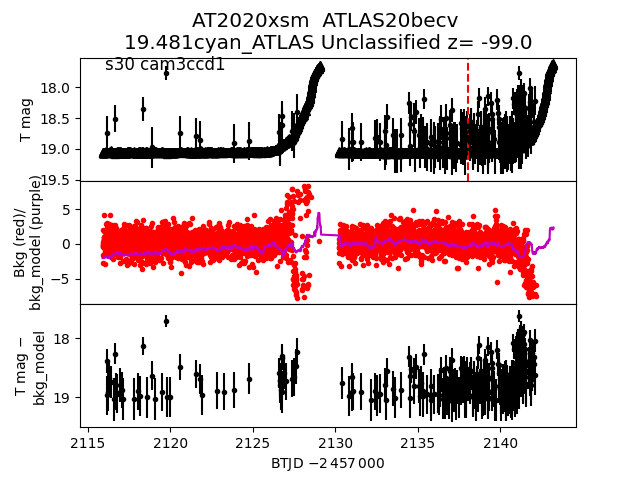 AT2020xsm  ATLAS20becv
19.481cyan_ATLAS Unclassified z= -99.0
s30 cam3ccd1
T mag
18.0
18.5
19.0
19.5
Bkg (red)/
bkg_model (purple)
5
0
−5
T mag −
bkg_model
18
19
2115 2120 2125 2130 2135 2140
BTJD −2 457 000